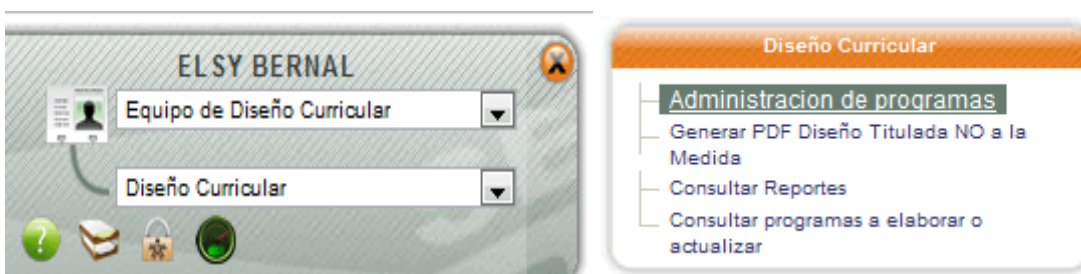 ELSY BERNAL
Equipo de Diseño Curricular
Diseño Curricular
Diseño Curricular
Administracion de programas
Generar PDF Diseño Titulada NO a la
Medida
Consultar Reportes
Consultar programas a elaborar o
actualizar